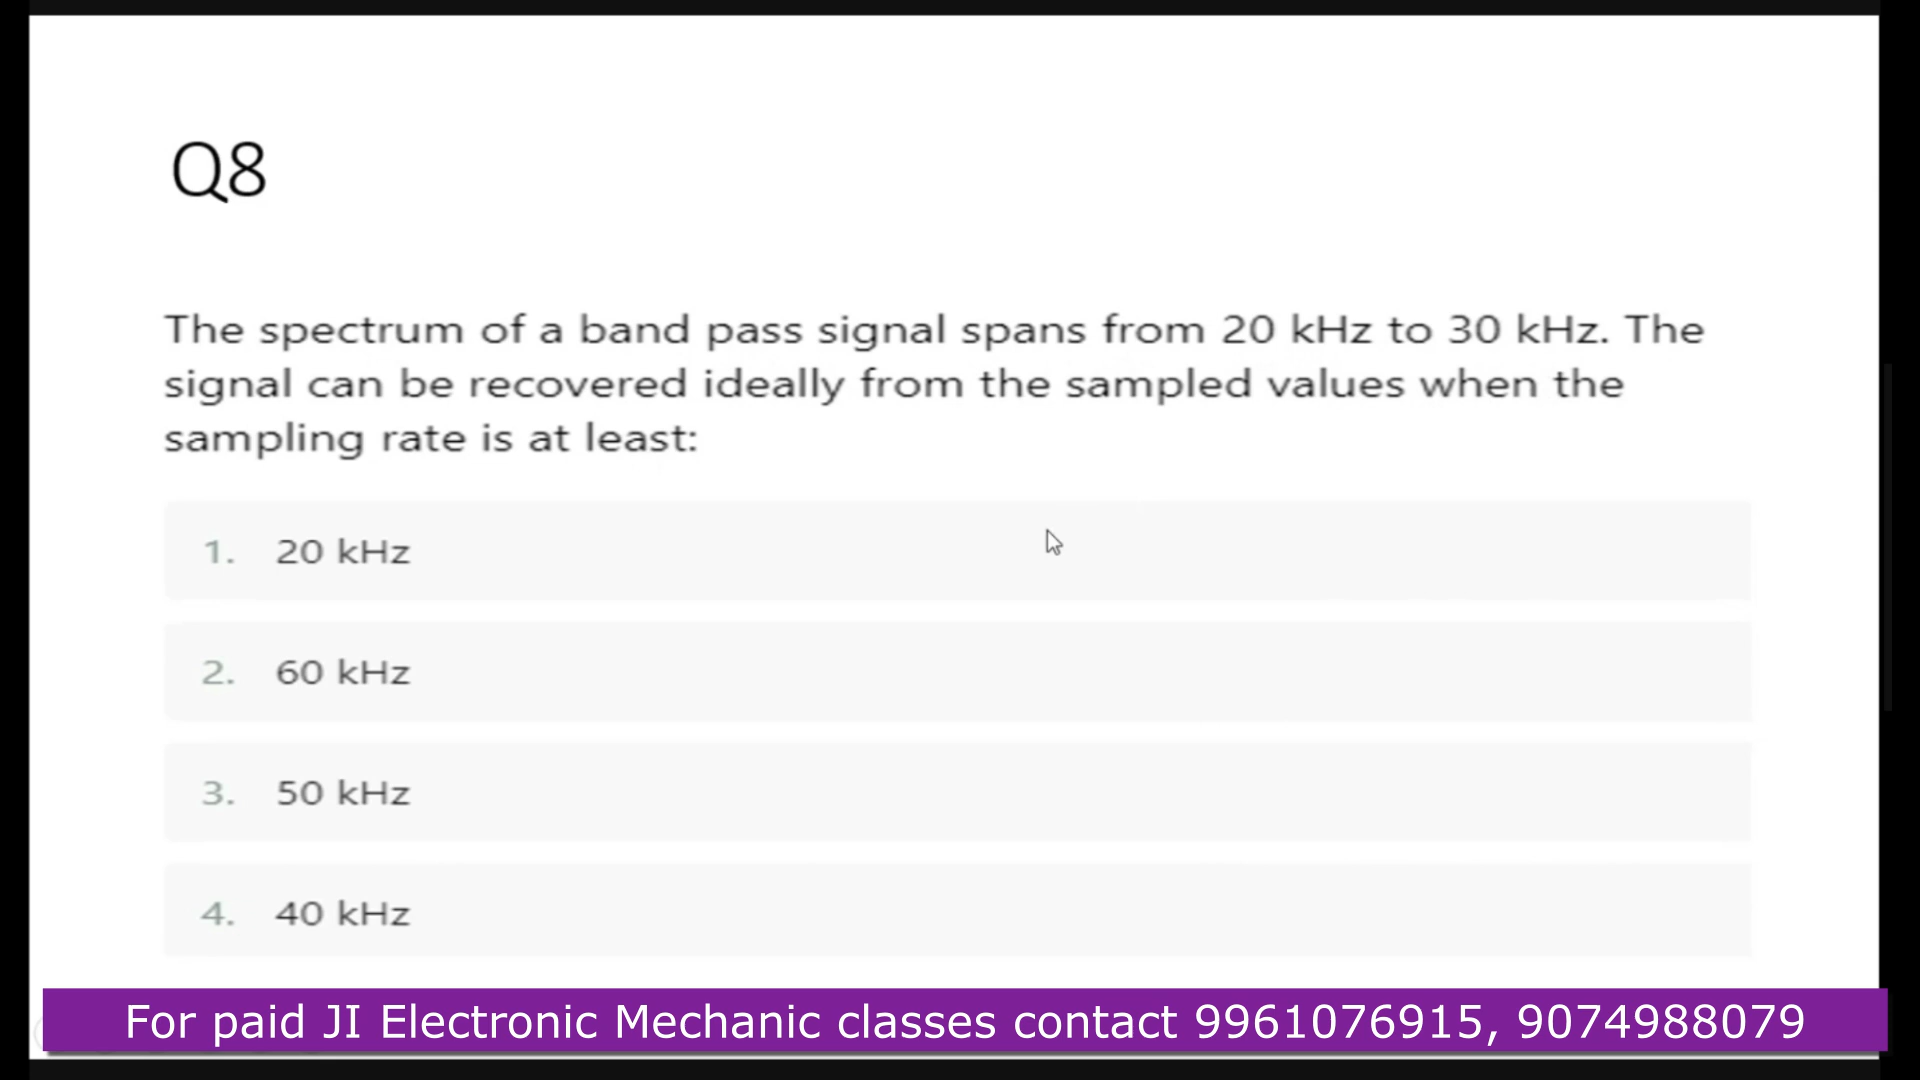 Q8
The spectrum of a band pass signal spans from 20 kHz to 30 kHz. The
signal can be recovered ideally from the sampled values when the
sampling rate is at least:
1. 20 kHz
2. 60 kHz
3. 50 kHz
4. 40 kHz
For paid JI Electronic Mechanic classes contact 9961076915, 9074988079